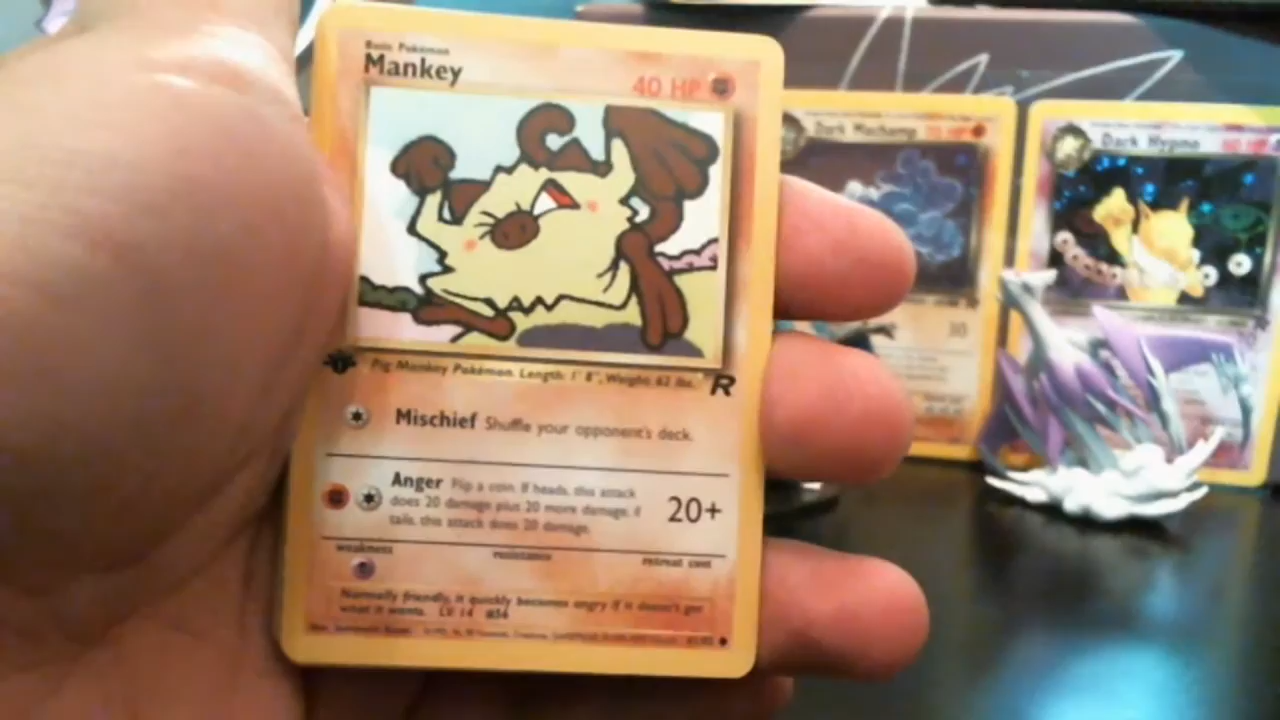 Basic Pokémon
Mankey
40 HP
Pig Monkey Pokémon. Length: 1' 8", Weight: 62 lbs.
R
Mischief Shuffle your opponent's deck.
Anger Flip a coin. If heads, this attack
does 20 damage plus 20 more damage; if
tails, this attack does 20 damage.
20+
weakness
resistance
retreat cost
Normally friendly, it quickly becomes angry if it doesn't get
what it wants. LV. 14 #56
Dark Machamp
Dark Hypno